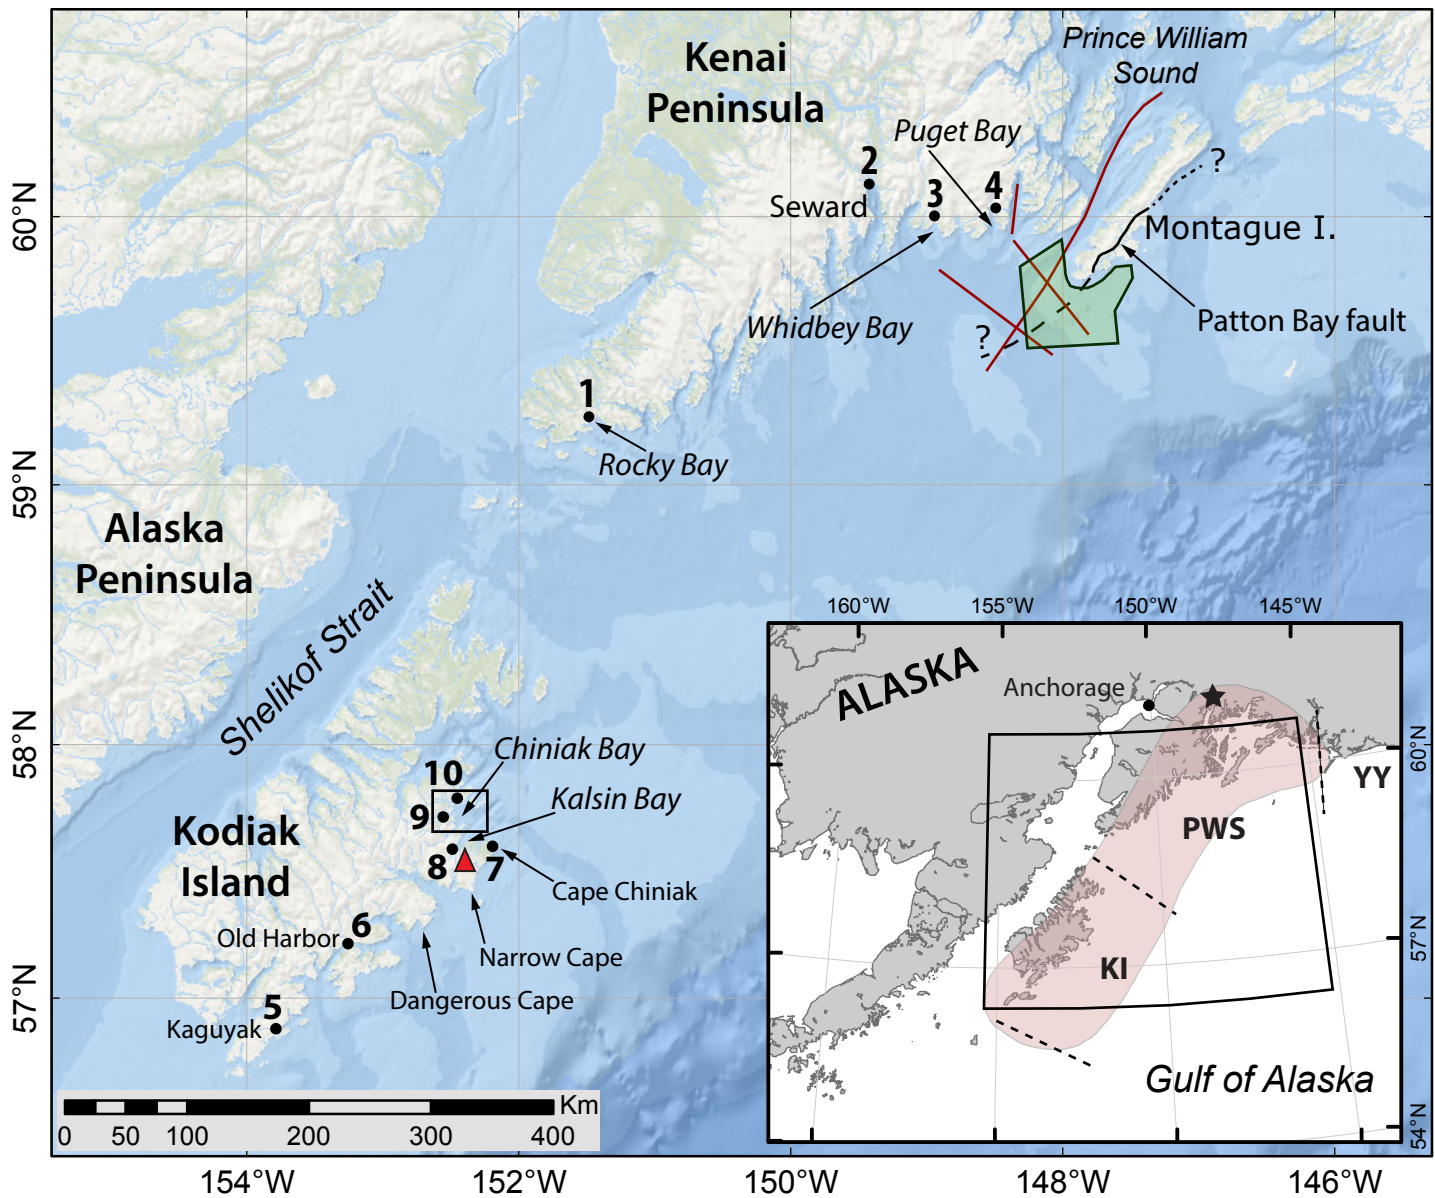 Kenai
Peninsula
Prince William
Sound
Puget Bay
?
2
3
4
Seward
Montague I.
Whidbey Bay
?
Patton Bay fault
1
Rocky Bay
Alaska
Peninsula
Shelikof Strait
Chiniak Bay
10
Kalsin Bay
9
8
7
Cape Chiniak
Kodiak
Island
6
Old Harbor
Narrow Cape
Dangerous Cape
5
Kaguyak
Km
0 50 100 200 300 400
60°N
59°N
58°N
57°N
154°W 152°W 150°W 148°W 146°W
160°W 155°W 150°W 145°W
ALASKA
Anchorage
YY
PWS
KI
Gulf of Alaska
60°N
57°N
54°N